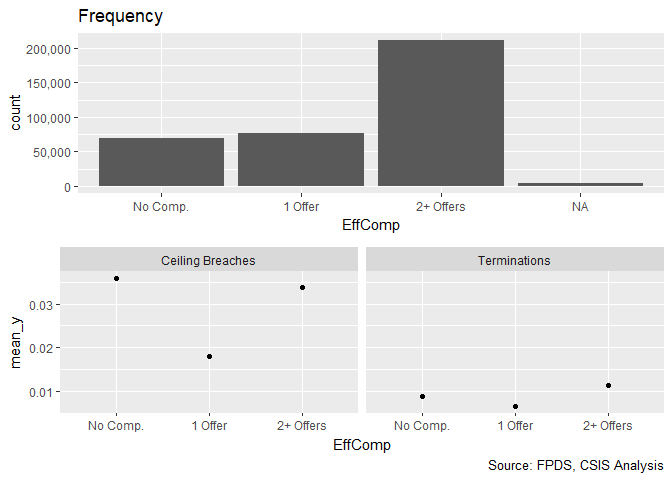 Frequency
200,000
150,000
100,000
50,000
0
count
No Comp. 1 Offer 2+ Offers NA
EffComp
Ceiling Breaches Terminations
0.03
0.02
0.01
mean_y
No Comp. 1 Offer 2+ Offers No Comp. 1 Offer 2+ Offers
EffComp
Source: FPDS, CSIS Analysis